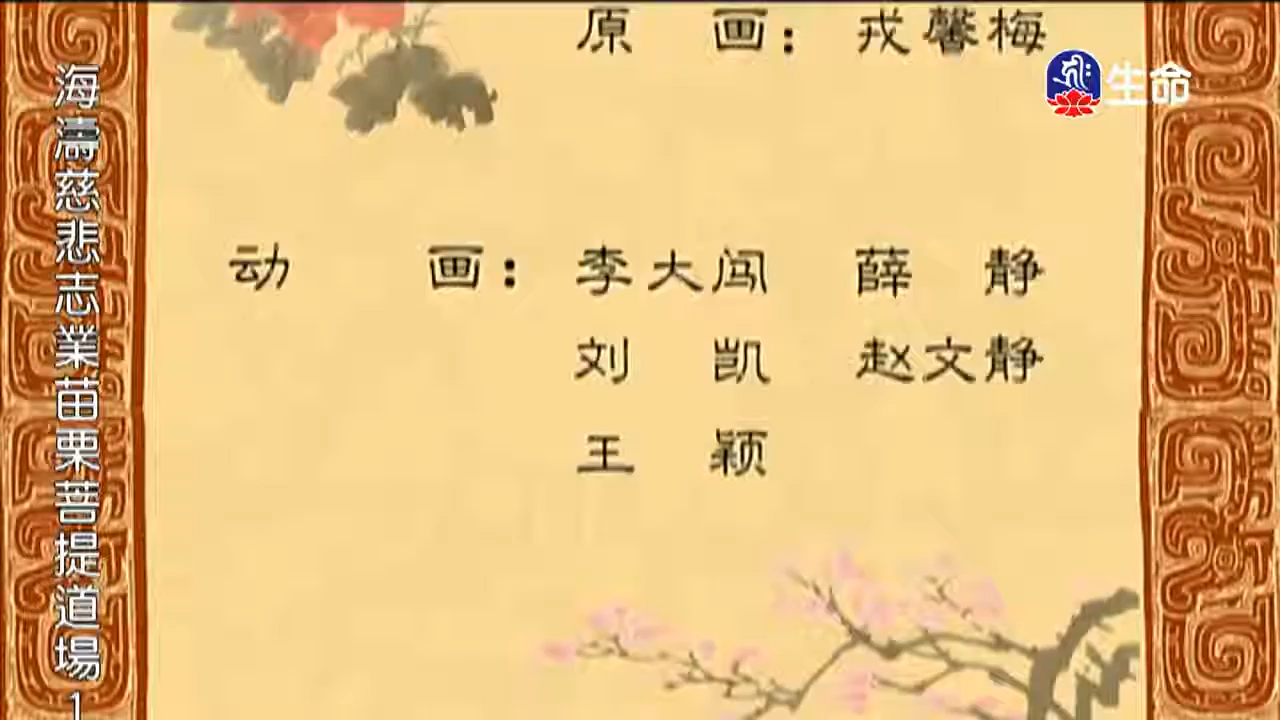 原 画：戎馨梅
生命
动 画：李大闯 薛 静
刘 凯 赵文静
王 颖
海濤慈悲志業苗栗菩提道場1